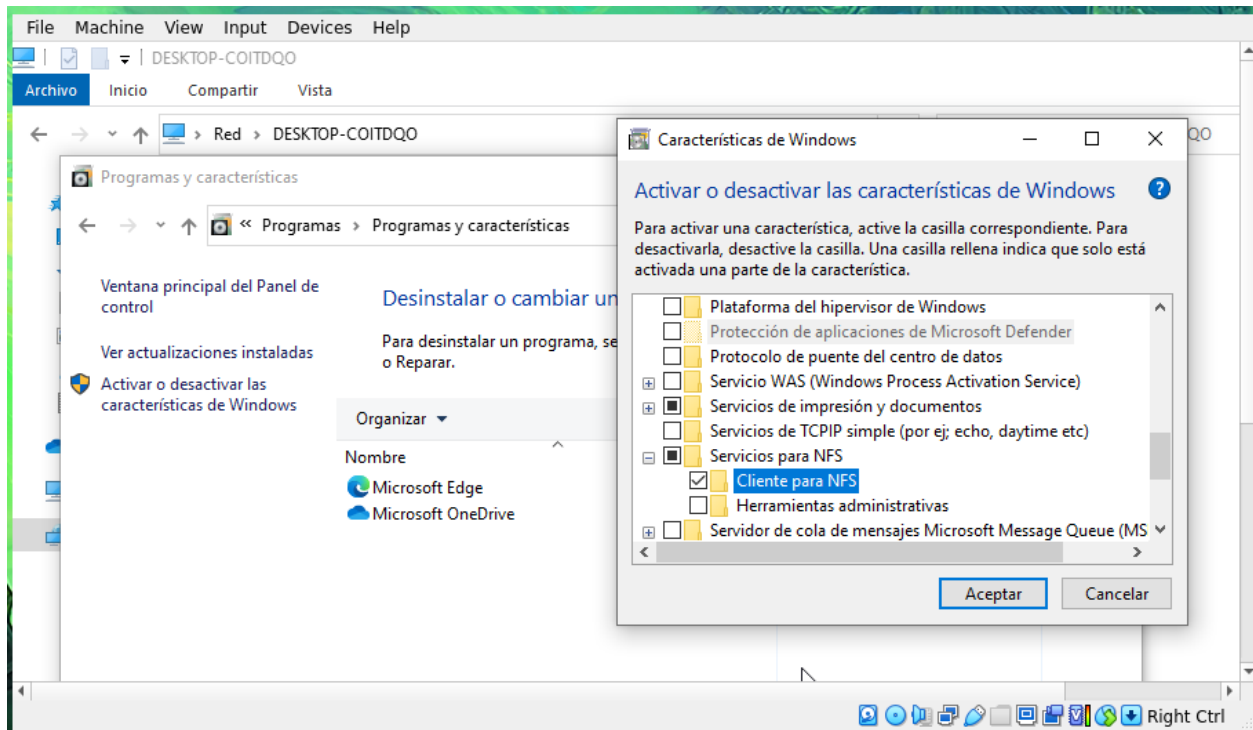 File Machine View Input Devices Help
DESKTOP-COITDQO
Archivo Inicio Compartir Vista
Red > DESKTOP-COITDQO
QO
Programas y características
« Programas > Programas y características
Ventana principal del Panel de
control
Ver actualizaciones instaladas
Activar o desactivar las
características de Windows
Desinstalar o cambiar un
Para desinstalar un programa, se
o Reparar.
Organizar
Nombre
Microsoft Edge
Microsoft OneDrive
Características de Windows
Activar o desactivar las características de Windows
Para activar una característica, active la casilla correspondiente. Para
desactivarla, desactive la casilla. Una casilla rellena indica que solo está
activada una parte de la característica.
Plataforma del hipervisor de Windows
Protección de aplicaciones de Microsoft Defender
Protocolo de puente del centro de datos
Servicio WAS (Windows Process Activation Service)
Servicios de impresión y documentos
Servicios de TCPIP simple (por ej; echo, daytime etc)
Servicios para NFS
Cliente para NFS
Herramientas administrativas
Servidor de cola de mensajes Microsoft Message Queue (MS
Aceptar Cancelar
Right Ctrl